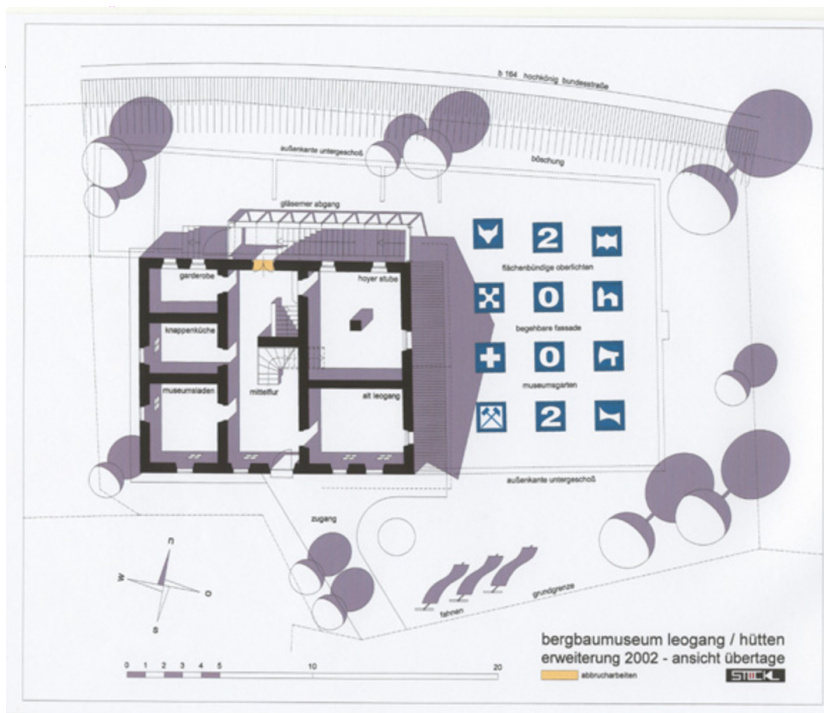 b 164 hochkönig bundesstraße
außenkante untergeschoß
böschung
gläserner abgang
garderobe
hoyer stube
flächenbündige oberlichten
knappenküche
begehbare fassade
museumsladen
mittelflur
alt leogang
museumsgarten
2
0
0
2
außenkante untergeschoß
zugang
n
w
o
s
fahnen
grundgrenze
bergbaumuseum leogang / hütten
erweiterung 2002 - ansicht übertage
abbrucharbeiten
STÖCKL
0 1 2 3 4 5 10 20